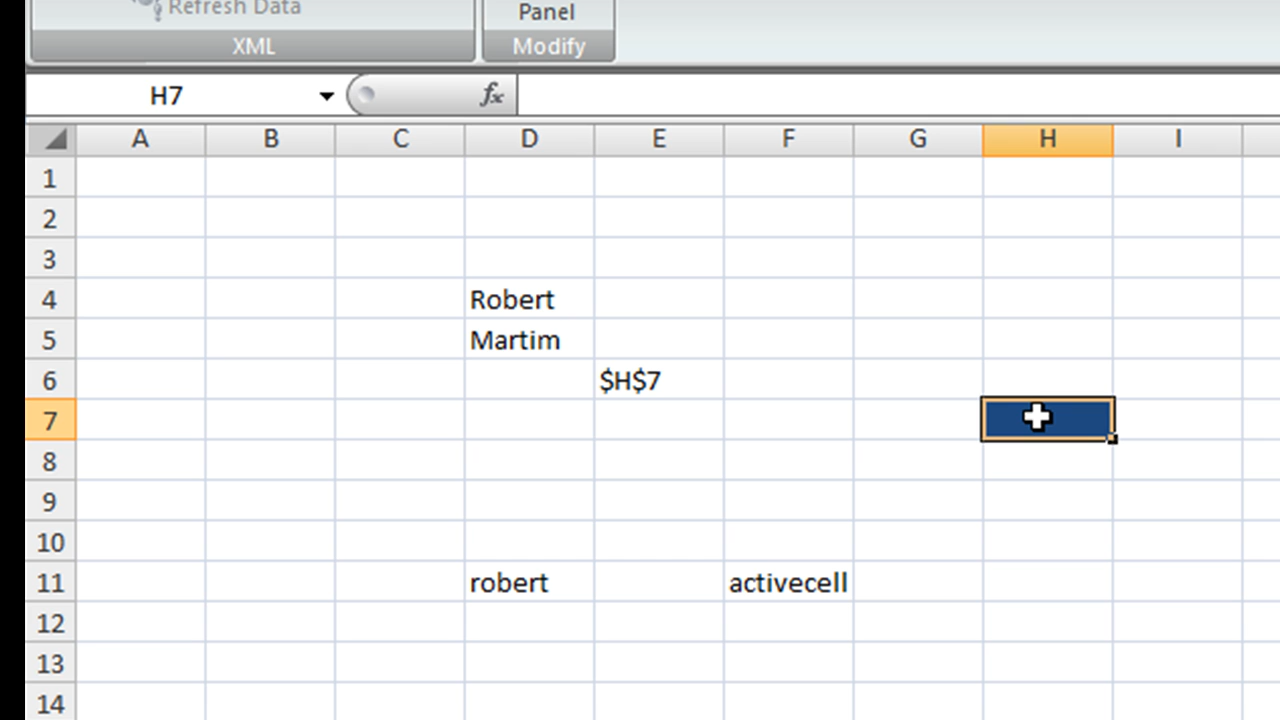 Refresh Data
Panel
XML
Modify
H7
fx
A B C D E F G H I
1
2
3
4 Robert
5 Martim
6 $H$7
7
8
9
10
11 robert activecell
12
13
14